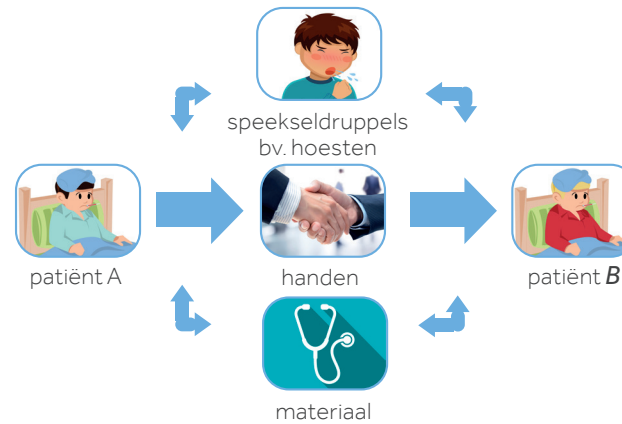 speekseldruppels
bv. hoesten
patiënt A
handen
patiënt B
materiaal